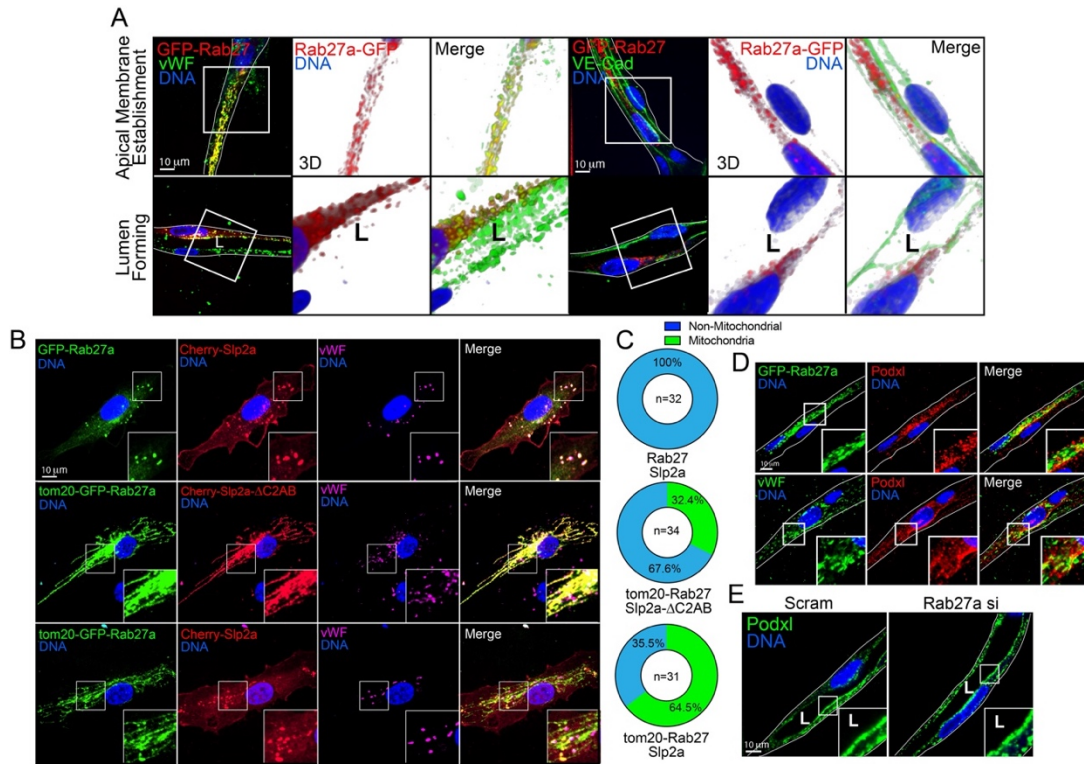 A
Apical Membrane
Establishment
GFP-Rab27
vWF
DNA
10 µm
Rab27a-GFP
DNA
3D
Merge
GFP-Rab27
VE-Cad
DNA
10 µm
Rab27a-GFP
DNA
3D
Merge
Lumen
Forming
L
L
L
L
L
B
GFP-Rab27a
DNA
10 µm
Cherry-Slp2a
DNA
vWF
DNA
Merge
tom20-GFP-Rab27a
DNA
Cherry-Slp2a-ΔC2AB
DNA
vWF
DNA
Merge
tom20-GFP-Rab27a
DNA
Cherry-Slp2a
DNA
vWF
DNA
Merge
C
Non-Mitochondrial
Mitochondria
100%
n=32
Rab27
Slp2a
32.4%
n=34
67.6%
tom20-Rab27
Slp2a-ΔC2AB
35.5%
n=31
64.5%
tom20-Rab27
Slp2a
D
GFP-Rab27a
DNA
10 µm
Podxl
DNA
Merge
vWF
DNA
Podxl
DNA
Merge
E
Scram
Podxl
DNA
L
L
10 µm
Rab27a si
L
L